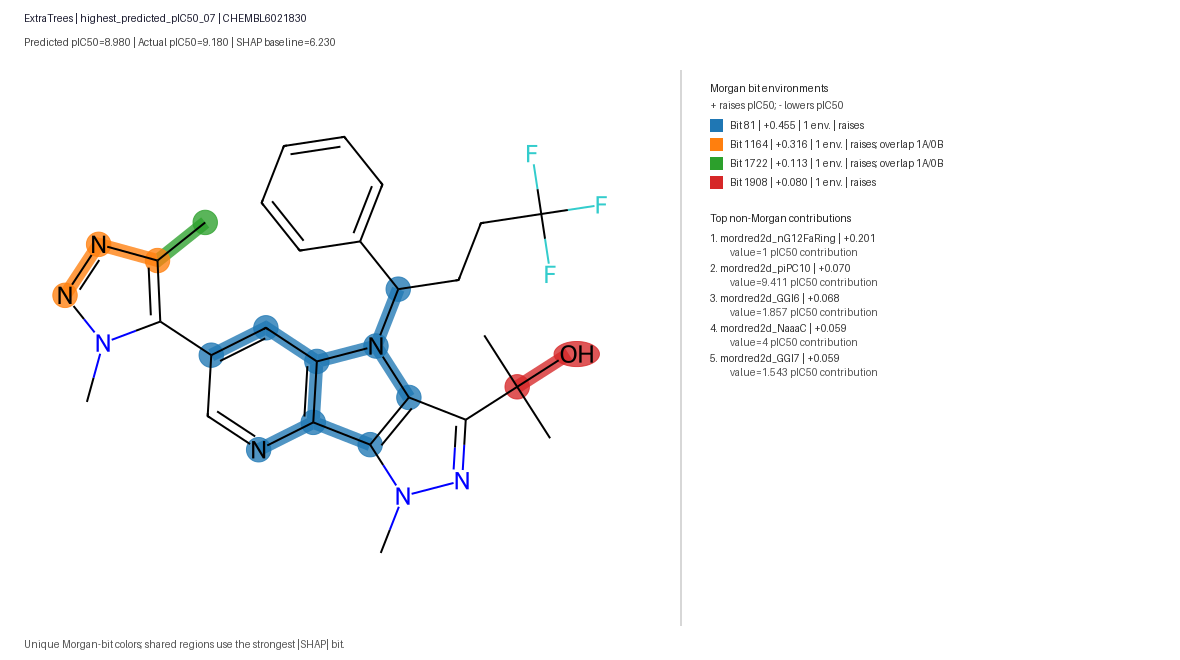 ExtraTrees | highest_predicted_pIC50_07 | CHEMBL6021830
Predicted pIC50=8.980 | Actual pIC50=9.180 | SHAP baseline=6.230
Morgan bit environments
+ raises pIC50; - lowers pIC50
Bit 81 | +0.455 | 1 env. | raises
Bit 1164 | +0.316 | 1 env. | raises; overlap 1A/0B
Bit 1722 | +0.113 | 1 env. | raises; overlap 1A/0B
Bit 1908 | +0.080 | 1 env. | raises
Top non-Morgan contributions
1. mordred2d_nG12FaRing | +0.201
value=1 pIC50 contribution
2. mordred2d_piPC10 | +0.070
value=9.411 pIC50 contribution
3. mordred2d_GGI6 | +0.068
value=1.857 pIC50 contribution
4. mordred2d_NaaaC | +0.059
value=4 pIC50 contribution
5. mordred2d_GGI7 | +0.059
value=1.543 pIC50 contribution
F
F
F
N
N
N
N
OH
N
N
N
Unique Morgan-bit colors; shared regions use the strongest |SHAP| bit.